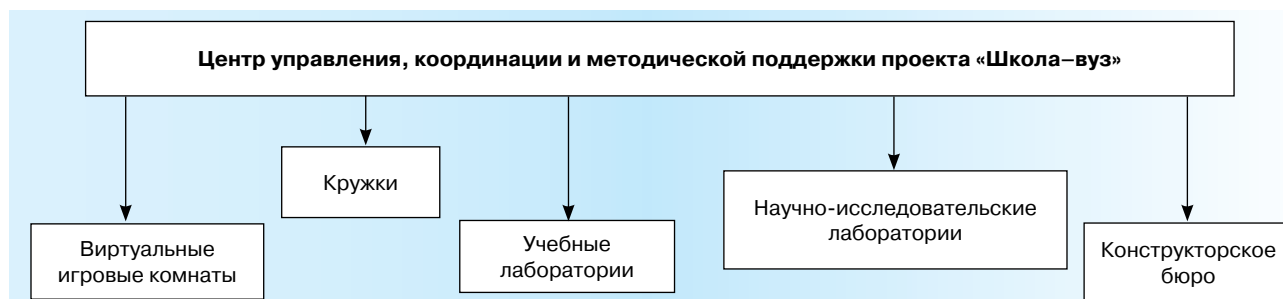 Центр управления, координации и методической поддержки проекта «Школа–вуз»
Виртуальные
игровые комнаты
Кружки
Учебные
лаборатории
Научно-исследовательские
лаборатории
Конструкторское
бюро